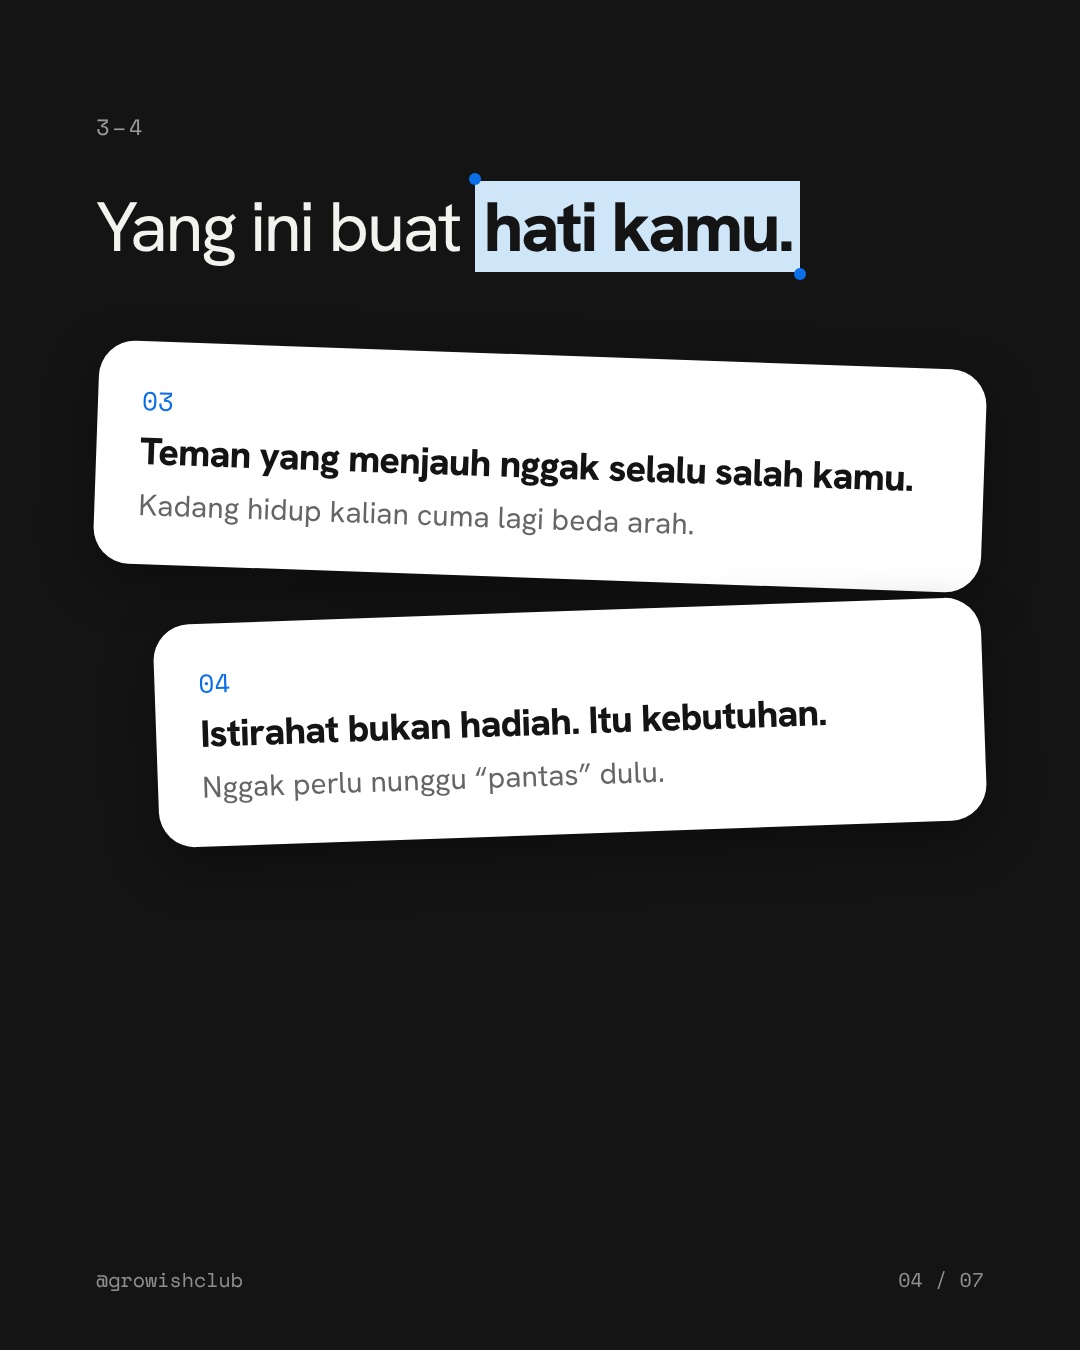 3–4
Yang ini buat hati kamu.
03
Teman yang menjauh nggak selalu salah kamu.
Kadang hidup kalian cuma lagi beda arah.
04
Istirahat bukan hadiah. Itu kebutuhan.
Nggak perlu nunggu “pantas” dulu.
@growishclub
04 / 07